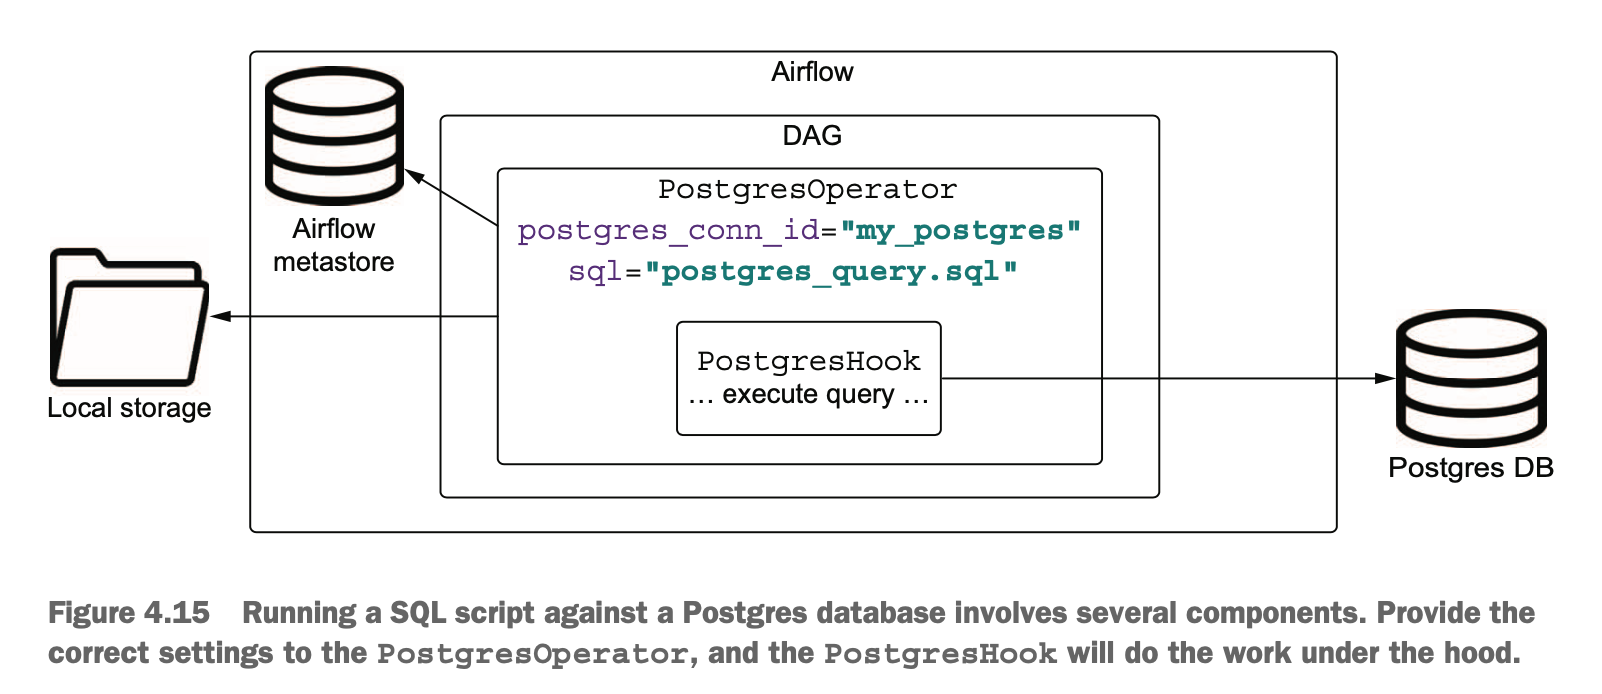 Airflow
DAG
PostgresOperator
postgres_conn_id="my_postgres"
sql="postgres_query.sql"
Airflow
metastore
PostgresHook
… execute query …
Local storage
Postgres DB
Figure 4.15 Running a SQL script against a Postgres database involves several components. Provide the
correct settings to the PostgresOperator, and the PostgresHook will do the work under the hood.